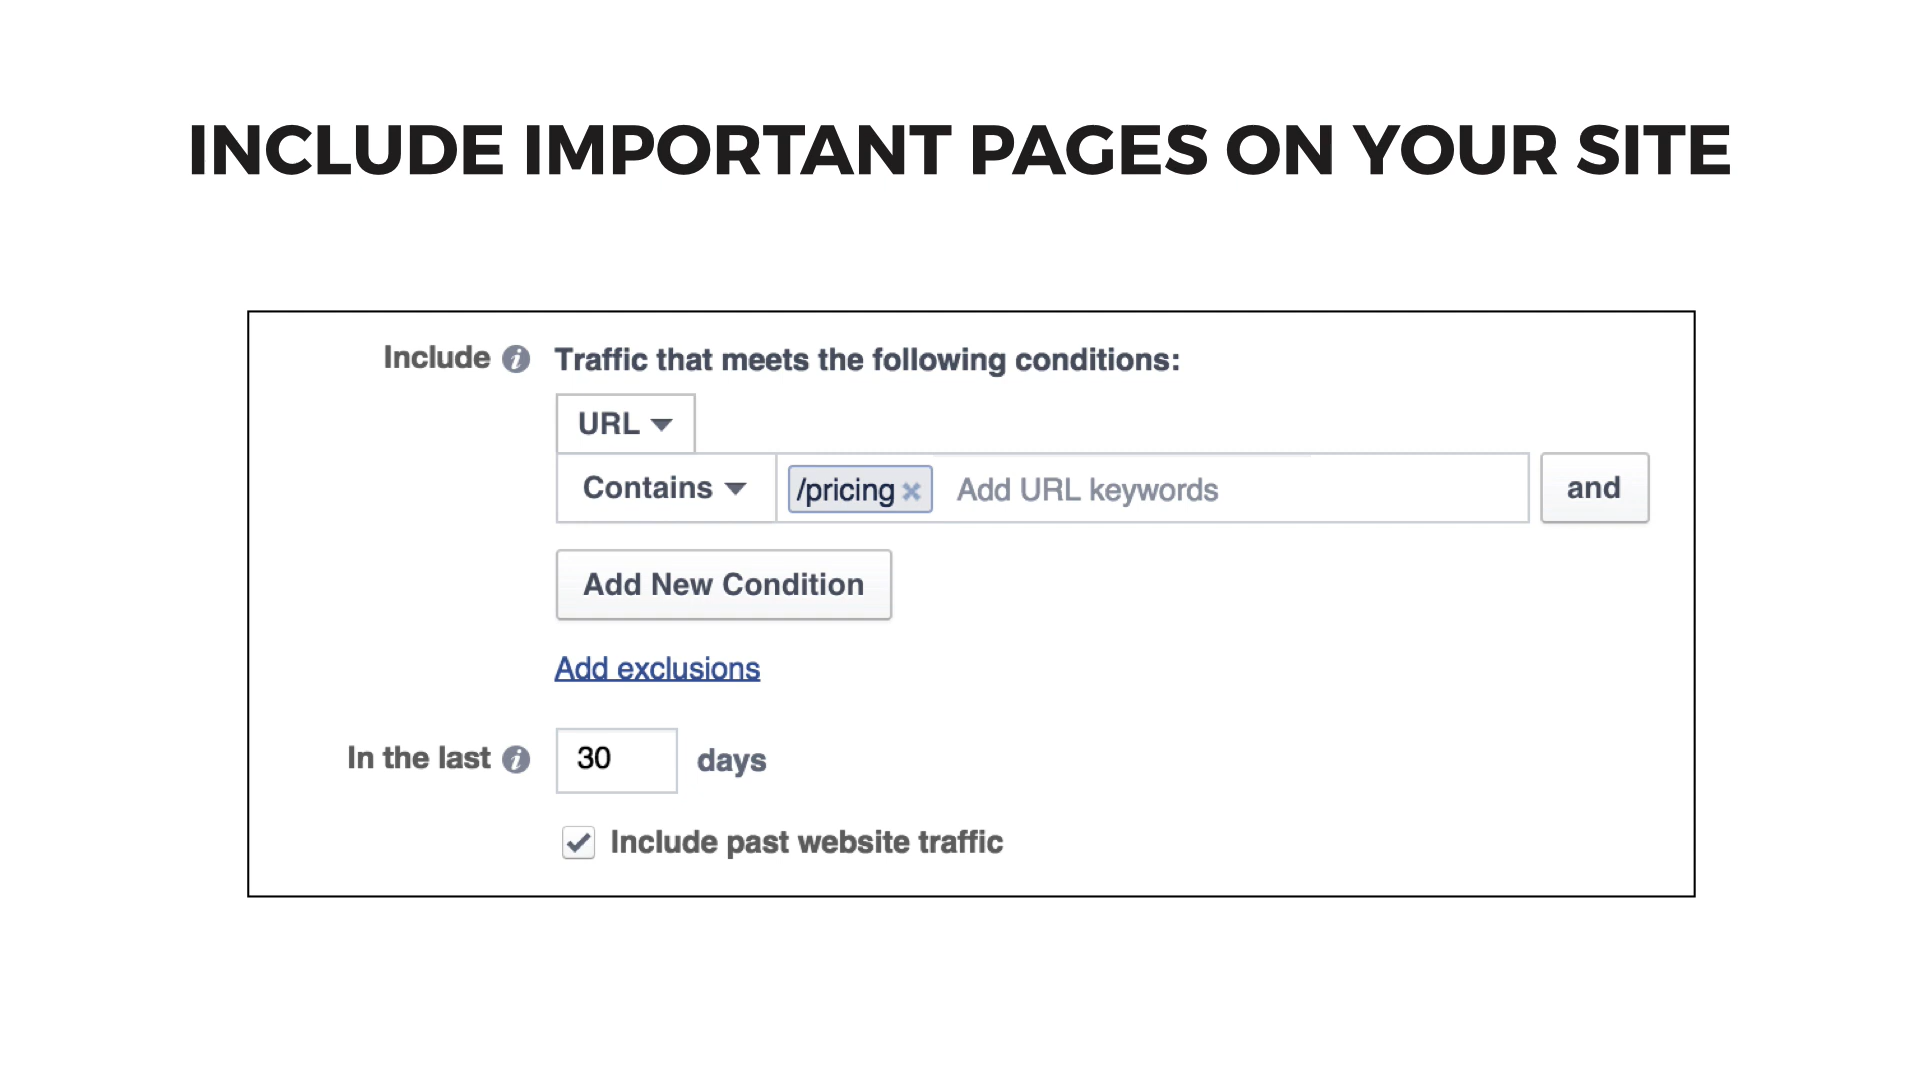 INCLUDE IMPORTANT PAGES ON YOUR SITE
Include i Traffic that meets the following conditions:
URL
Contains /pricing × Add URL keywords and
Add New Condition
Add exclusions
In the last i 30 days
Include past website traffic